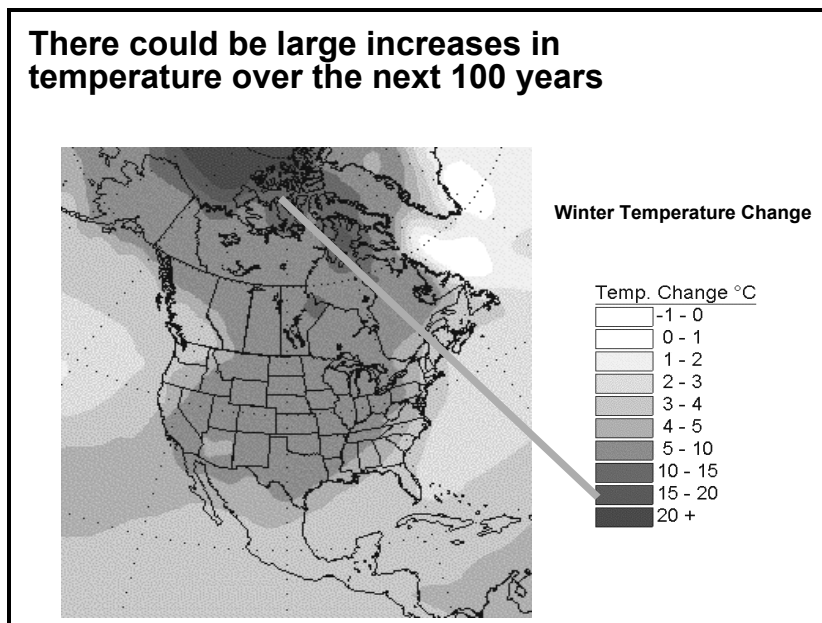 There could be large increases in
temperature over the next 100 years
Winter Temperature Change
Temp. Change °C
-1 - 0
0 - 1
1 - 2
2 - 3
3 - 4
4 - 5
5 - 10
10 - 15
15 - 20
20 +